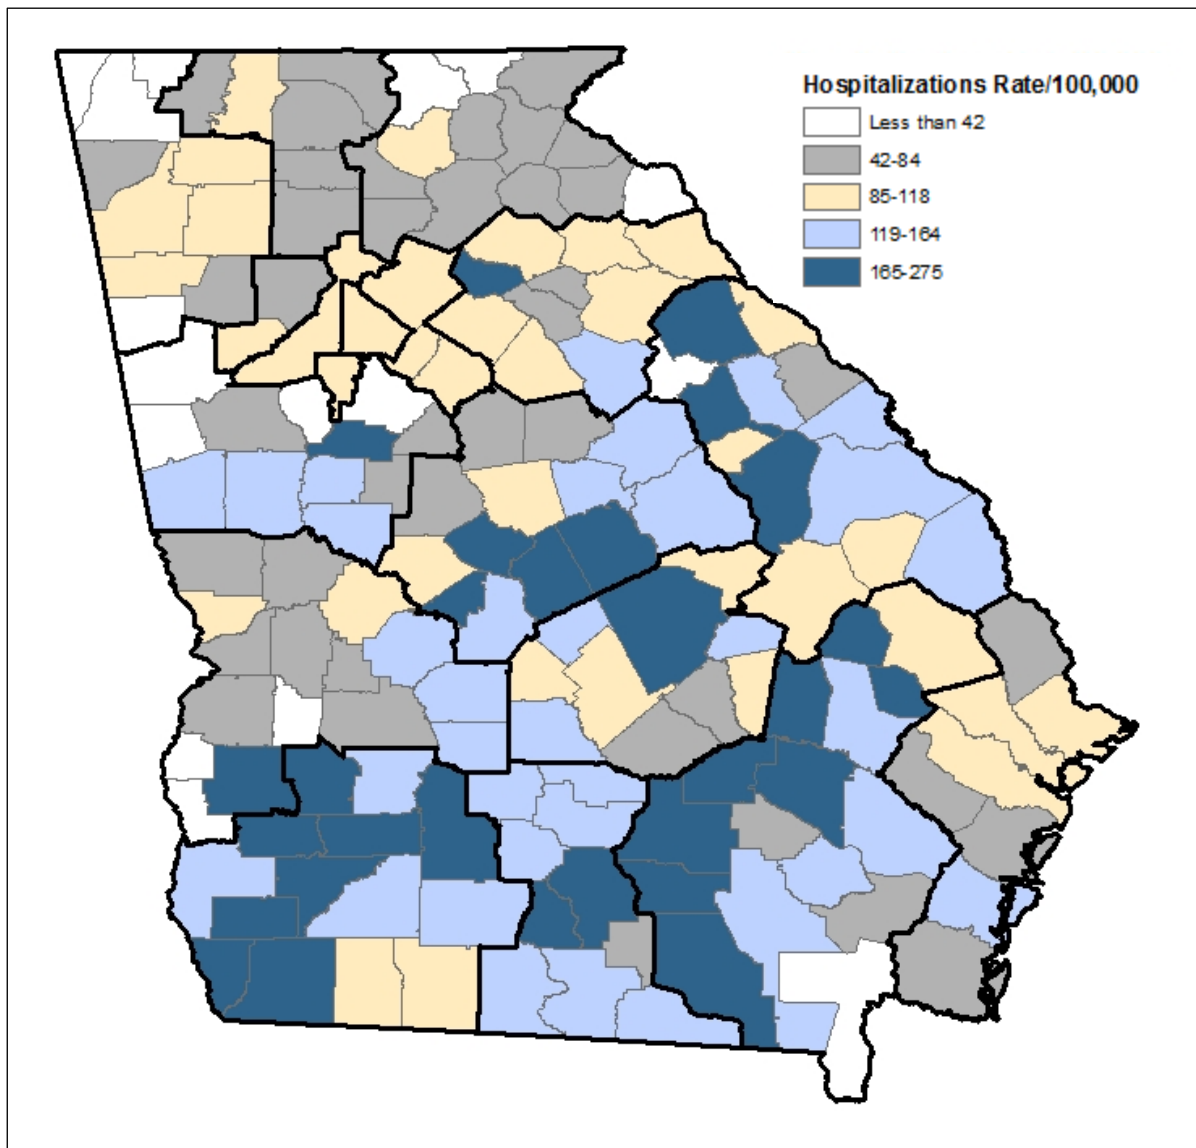 Hospitalizations Rate/100,000
Less than 42
42-84
85-118
119-164
165-275